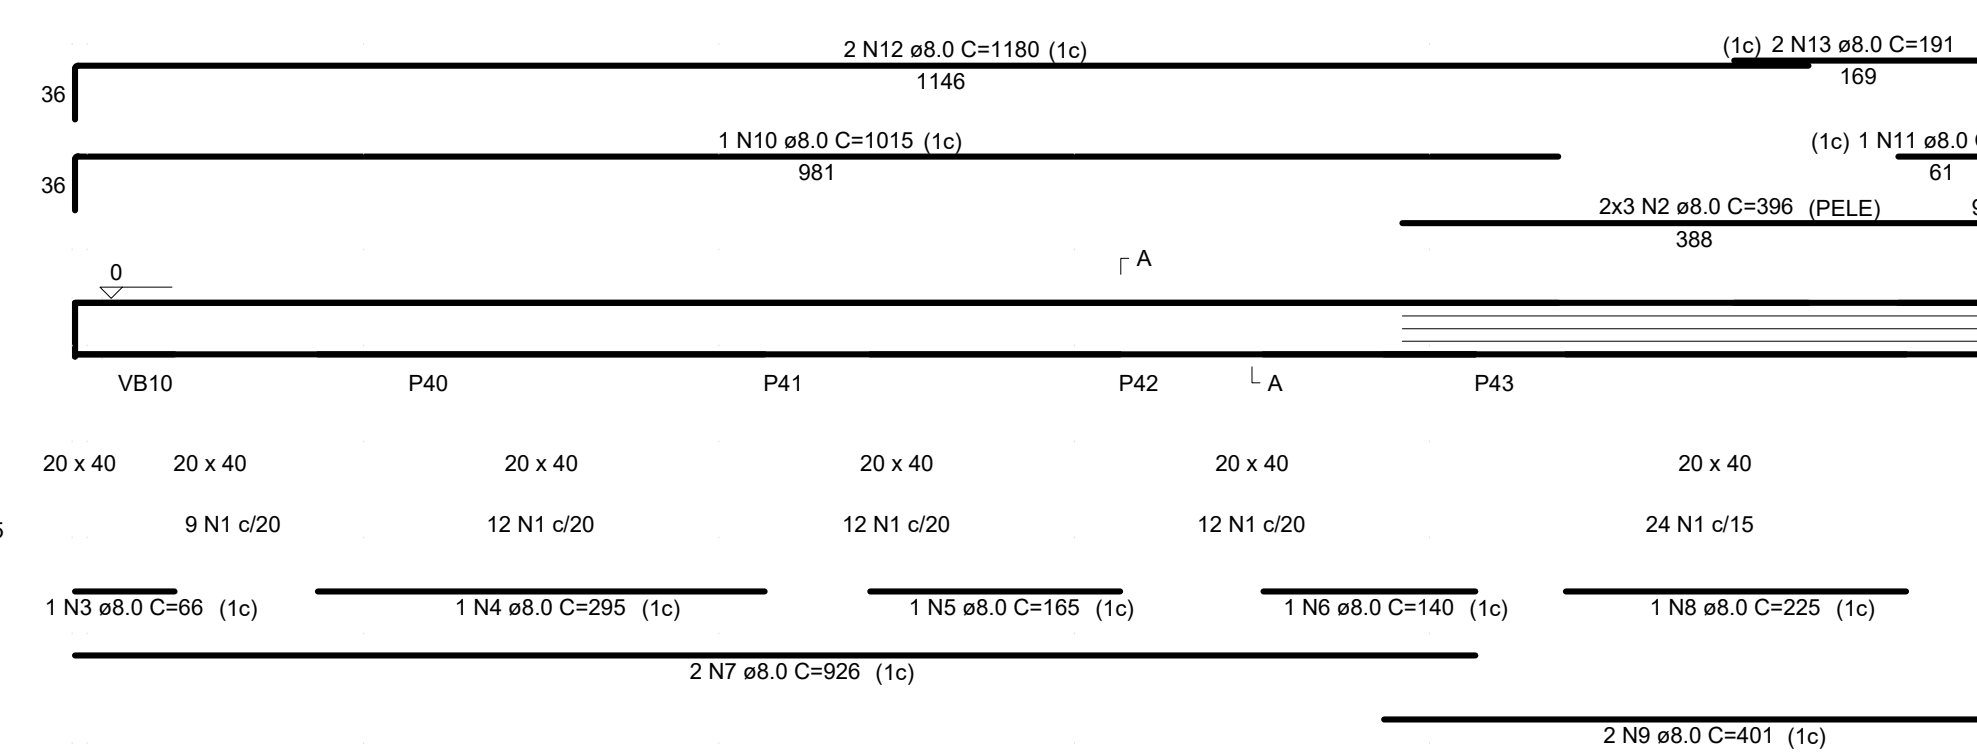 2 N12 ø8.0 C=1180 (1c)
(1c) 2 N13 ø8.0 C=191
1146
169
36
1 N10 ø8.0 C=1015 (1c)
(1c) 1 N11 ø8.0
981
61
36
2x3 N2 ø8.0 C=396 (PELE)
388
A
0
VB10 P40 P41 P42 A P43
20 x 40 20 x 40 20 x 40 20 x 40 20 x 40 20 x 40
9 N1 c/20 12 N1 c/20 12 N1 c/20 12 N1 c/20 24 N1 c/15
1 N3 ø8.0 C=66 (1c) 1 N4 ø8.0 C=295 (1c) 1 N5 ø8.0 C=165 (1c) 1 N6 ø8.0 C=140 (1c) 1 N8 ø8.0 C=225 (1c)
2 N7 ø8.0 C=926 (1c)
2 N9 ø8.0 C=401 (1c)